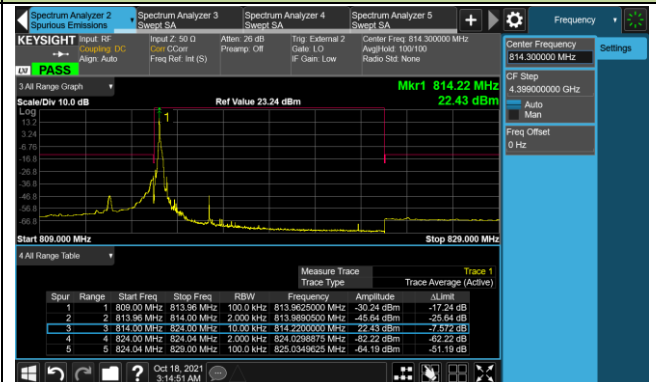 Spectrum Analyzer 2
Spurious Emissions
Spectrum Analyzer 3
Swept SA
Spectrum Analyzer 4
Swept SA
Spectrum Analyzer 5
Swept SA
+
Frequency
KEYSIGHT
Input: RF
Coupling: DC
Align: Auto
Input Z: 50 Ω
Corr CCorr
Freq Ref: Int (S)
Atten: 26 dB
Preamp: Off
Trig: External 2
Gate: LO
IF Gain: Low
Center Freq: 814.300000 MHz
Avg|Hold: 100/100
Radio Std: None
LXI PASS
Center Frequency
814.300000 MHz
Settings
CF Step
4.399000000 GHz
Auto
Man
Freq Offset
0 Hz
3 All Range Graph
Mkr1 814.22 MHz
Scale/Div 10.0 dB
Ref Value 23.24 dBm
22.43 dBm
Log
13.2
3.24
-6.76
-16.8
-26.8
-36.8
-46.8
-56.8
-66.8
1
Start 809.000 MHz
Stop 829.000 MHz
4 All Range Table
Measure Trace Trace 1
Trace Type Trace Average (Active)
Spur Range Start Freq Stop Freq RBW Frequency Amplitude ΔLimit
1 1 809.00 MHz 813.96 MHz 100.0 kHz 813.9625000 MHz -30.24 dBm -17.24 dB
2 2 813.96 MHz 814.00 MHz 2.000 kHz 813.9890500 MHz -45.64 dBm -25.64 dB
3 3 814.00 MHz 824.00 MHz 10.00 kHz 814.2200000 MHz 22.43 dBm -7.572 dB
4 4 824.00 MHz 824.04 MHz 2.000 kHz 824.0298875 MHz -82.22 dBm -62.22 dB
5 5 824.04 MHz 829.00 MHz 100.0 kHz 825.0349625 MHz -64.19 dBm -51.19 dB
?
Oct 18, 2021
3:14:51 AM